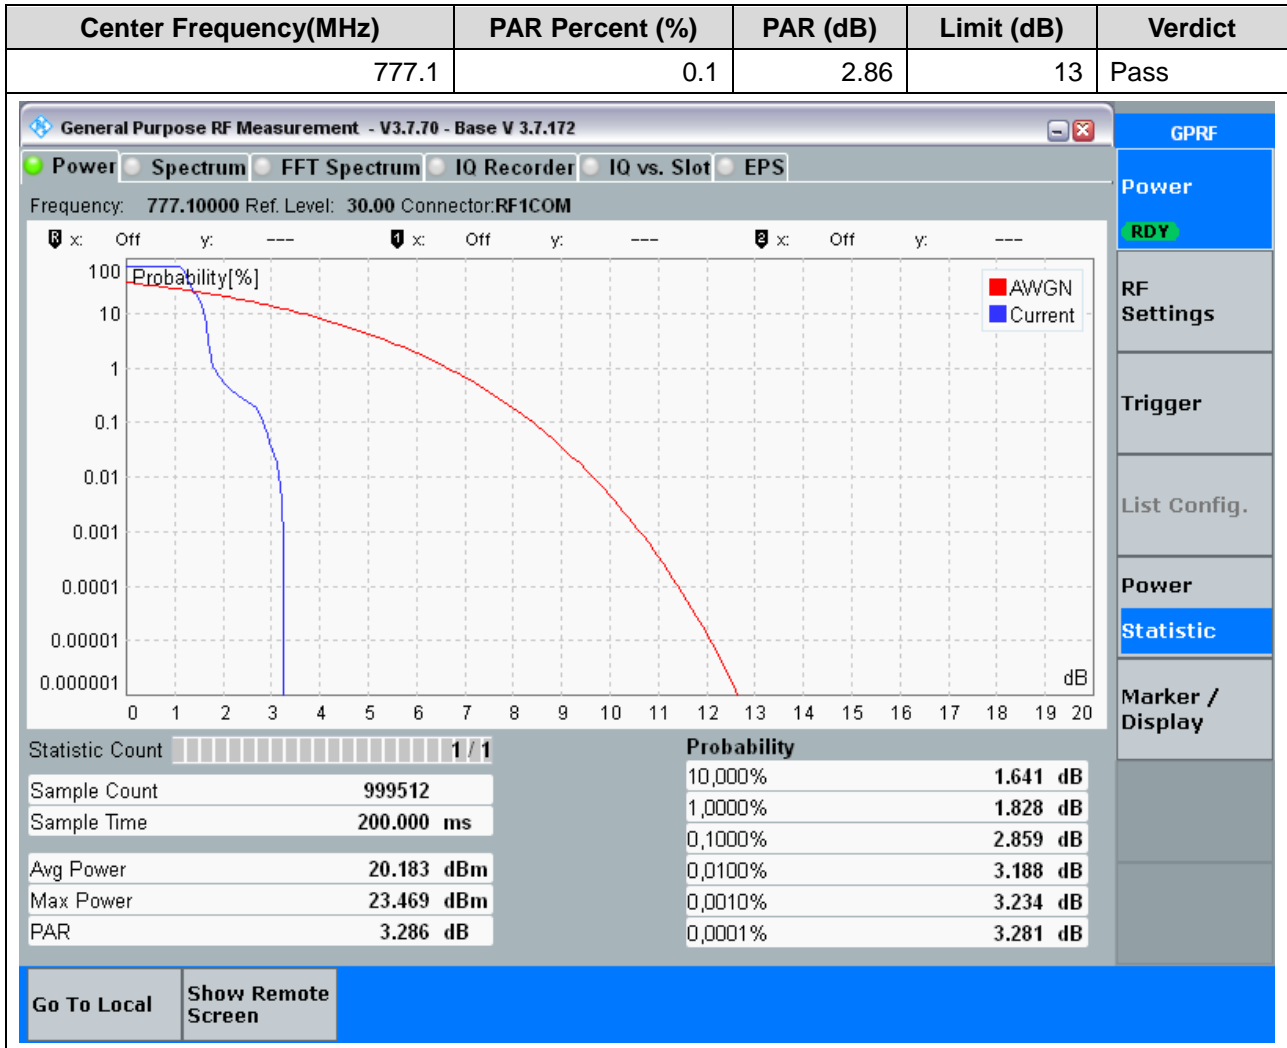 Center Frequency(MHz) PAR Percent (%) PAR (dB) Limit (dB) Verdict
777.1 0.1 2.86 13 Pass
General Purpose RF Measurement - V3.7.70 - Base V 3.7.172
GPRF
Power Spectrum FFT Spectrum IQ Recorder IQ vs. Slot EPS
Power
RDY
Frequency: 777.10000 Ref. Level: 30.00 Connector:RF1COM
R x: Off y: --- 1 x: Off y: --- 2 x: Off y: ---
Probability[%]
AWGN
Current
100
10
1
0.1
0.01
0.001
0.0001
0.00001
0.000001
dB
0 1 2 3 4 5 6 7 8 9 10 11 12 13 14 15 16 17 18 19 20
RF
Settings
Trigger
List Config.
Power
Statistic
Marker /
Display
Statistic Count 1 / 1
Sample Count 999512
Sample Time 200.000 ms
Avg Power 20.183 dBm
Max Power 23.469 dBm
PAR 3.286 dB
Probability
10,000% 1.641 dB
1,0000% 1.828 dB
0,1000% 2.859 dB
0,0100% 3.188 dB
0,0010% 3.234 dB
0,0001% 3.281 dB
Go To Local
Show Remote
Screen